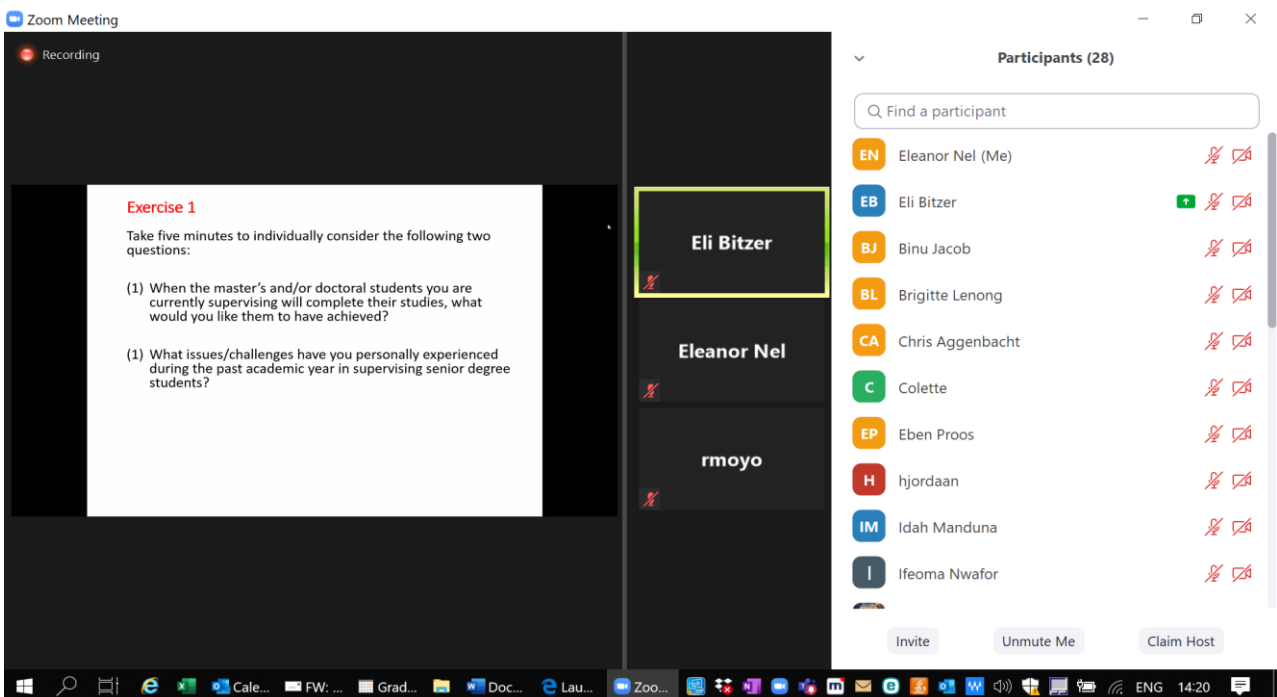 Zoom Meeting
Recording
Exercise 1
Take five minutes to individually consider the following two
questions:
(1) When the master's and/or doctoral students you are
currently supervising will complete their studies, what
would you like them to have achieved?
(1) What issues/challenges have you personally experienced
during the past academic year in supervising senior degree
students?
Eli Bitzer
Eleanor Nel
rmoyo
Participants (28)
Find a participant
EN Eleanor Nel (Me)
EB Eli Bitzer
BJ Binu Jacob
BL Brigitte Lenong
CA Chris Aggenbacht
C Colette
EP Eben Proos
H hjordaan
IM Idah Manduna
I Ifeoma Nwafor
Invite Unmute Me Claim Host
Cale... FW: ... Grad... Doc... Lau... Zoo... ENG 14:20